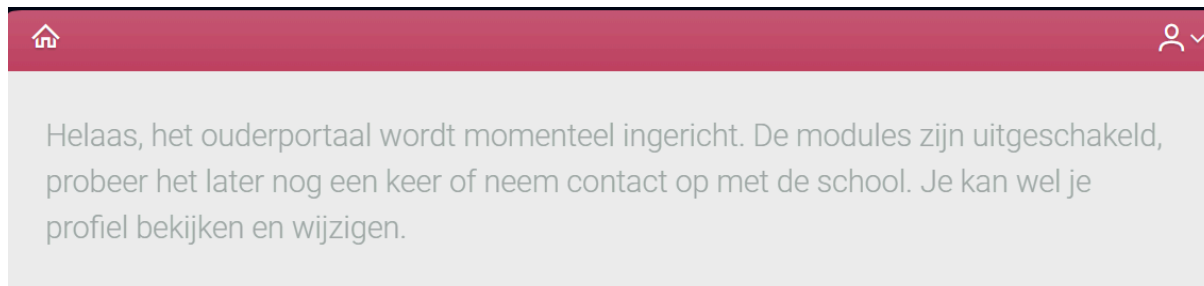 Helaas, het ouderportaal wordt momenteel ingericht. De modules zijn uitgeschakeld,
probeer het later nog een keer of neem contact op met de school. Je kan wel je
profiel bekijken en wijzigen.